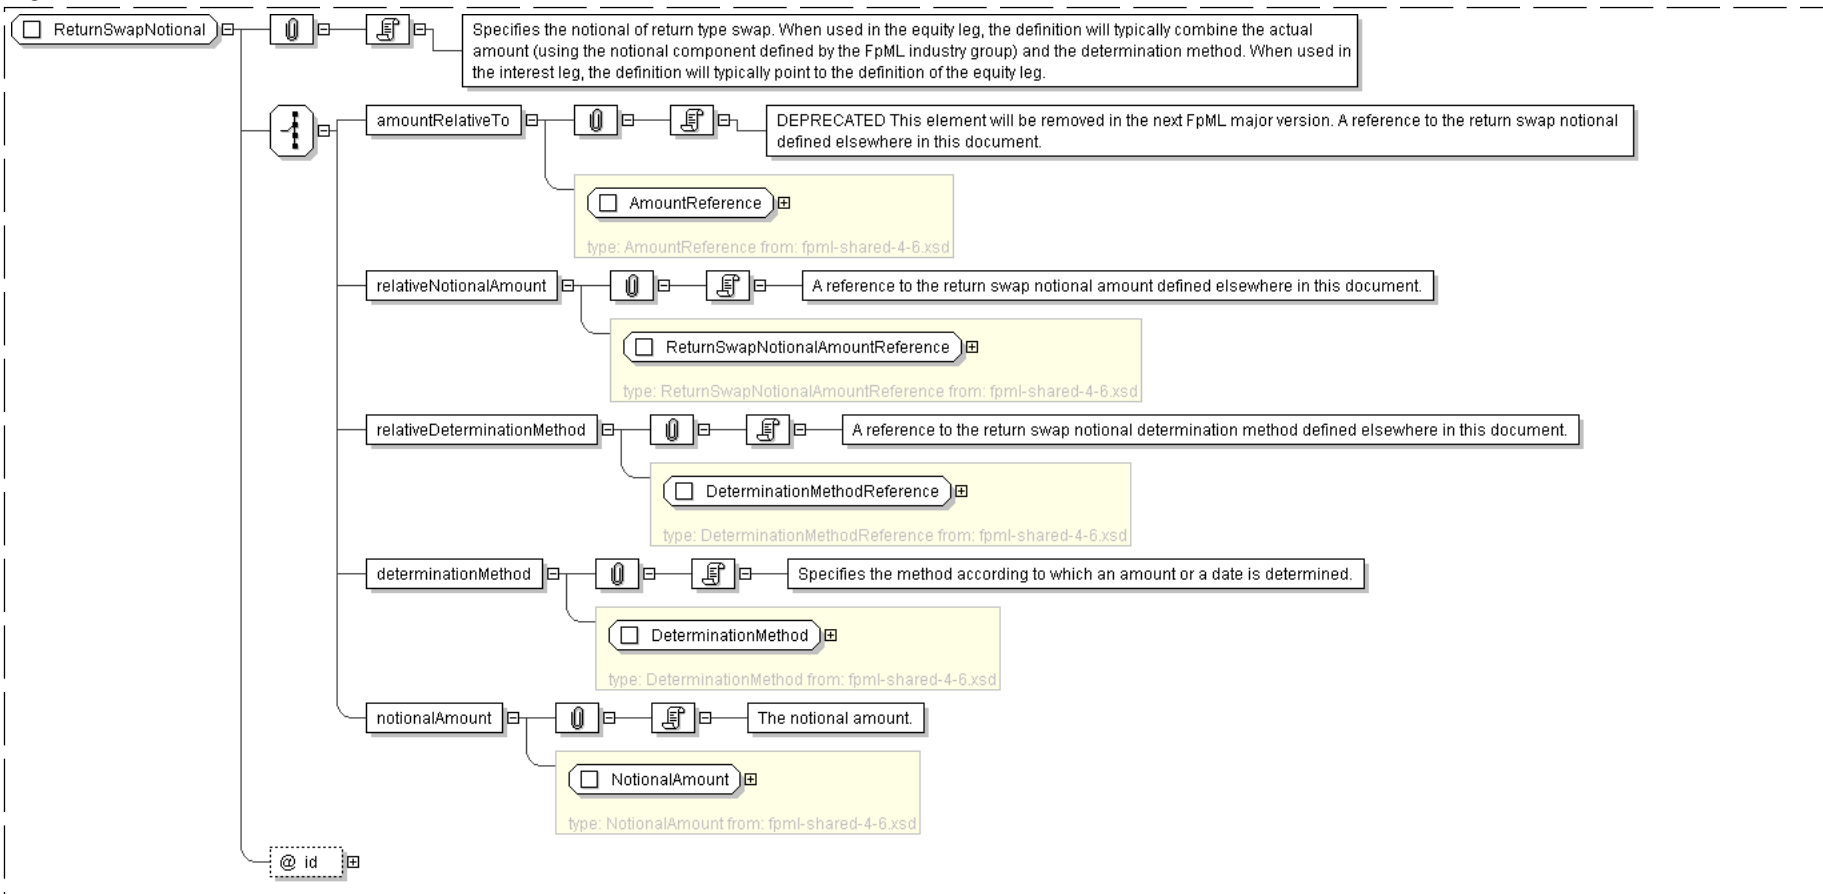 ReturnSwapNotional
Specifies the notional of return type swap. When used in the equity leg, the definition will typically combine the actual
amount (using the notional component defined by the FpML industry group) and the determination method. When used in
the interest leg, the definition will typically point to the definition of the equity leg.
amountRelativeTo
DEPRECATED This element will be removed in the next FpML major version. A reference to the return swap notional
defined elsewhere in this document.
AmountReference
type: AmountReference from: fpml-shared-4-6.xsd
relativeNotionalAmount
A reference to the return swap notional amount defined elsewhere in this document.
ReturnSwapNotionalAmountReference
type: ReturnSwapNotionalAmountReference from: fpml-shared-4-6.xsd
relativeDeterminationMethod
A reference to the return swap notional determination method defined elsewhere in this document.
DeterminationMethodReference
type: DeterminationMethodReference from: fpml-shared-4-6.xsd
determinationMethod
Specifies the method according to which an amount or a date is determined.
DeterminationMethod
type: DeterminationMethod from: fpml-shared-4-6.xsd
notionalAmount
The notional amount.
NotionalAmount
type: NotionalAmount from: fpml-shared-4-6.xsd
@ id